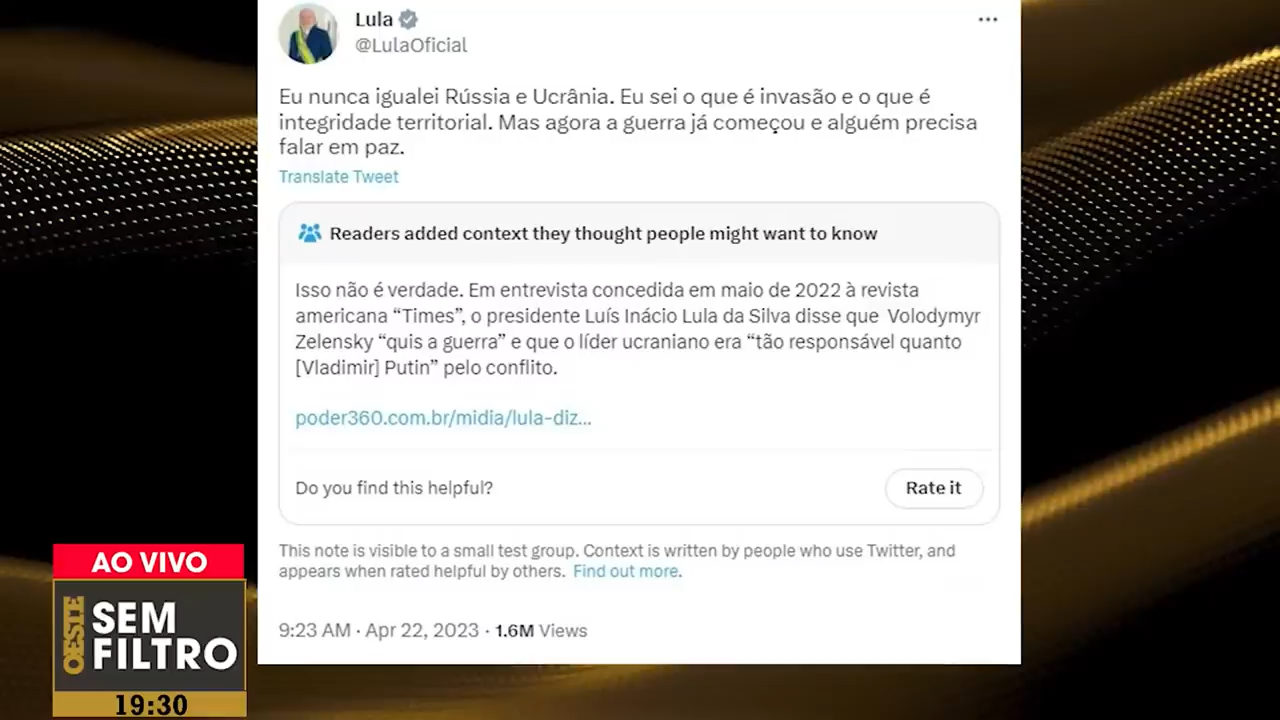 Lula
@LulaOficial
Eu nunca igualei Rússia e Ucrânia. Eu sei o que é invasão e o que é
integridade territorial. Mas agora a guerra já começou e alguém precisa
falar em paz.
Translate Tweet
Readers added context they thought people might want to know
Isso não é verdade. Em entrevista concedida em maio de 2022 à revista
americana “Times”, o presidente Luís Inácio Lula da Silva disse que Volodymyr
Zelensky “quis a guerra” e que o líder ucraniano era “tão responsável quanto
[Vladimir] Putin” pelo conflito.
poder360.com.br/midia/lula-diz...
Do you find this helpful?
Rate it
This note is visible to a small test group. Context is written by people who use Twitter, and
appears when rated helpful by others. Find out more.
9:23 AM · Apr 22, 2023 · 1.6M Views
AO VIVO
OESTE
SEM
FILTRO
19:30